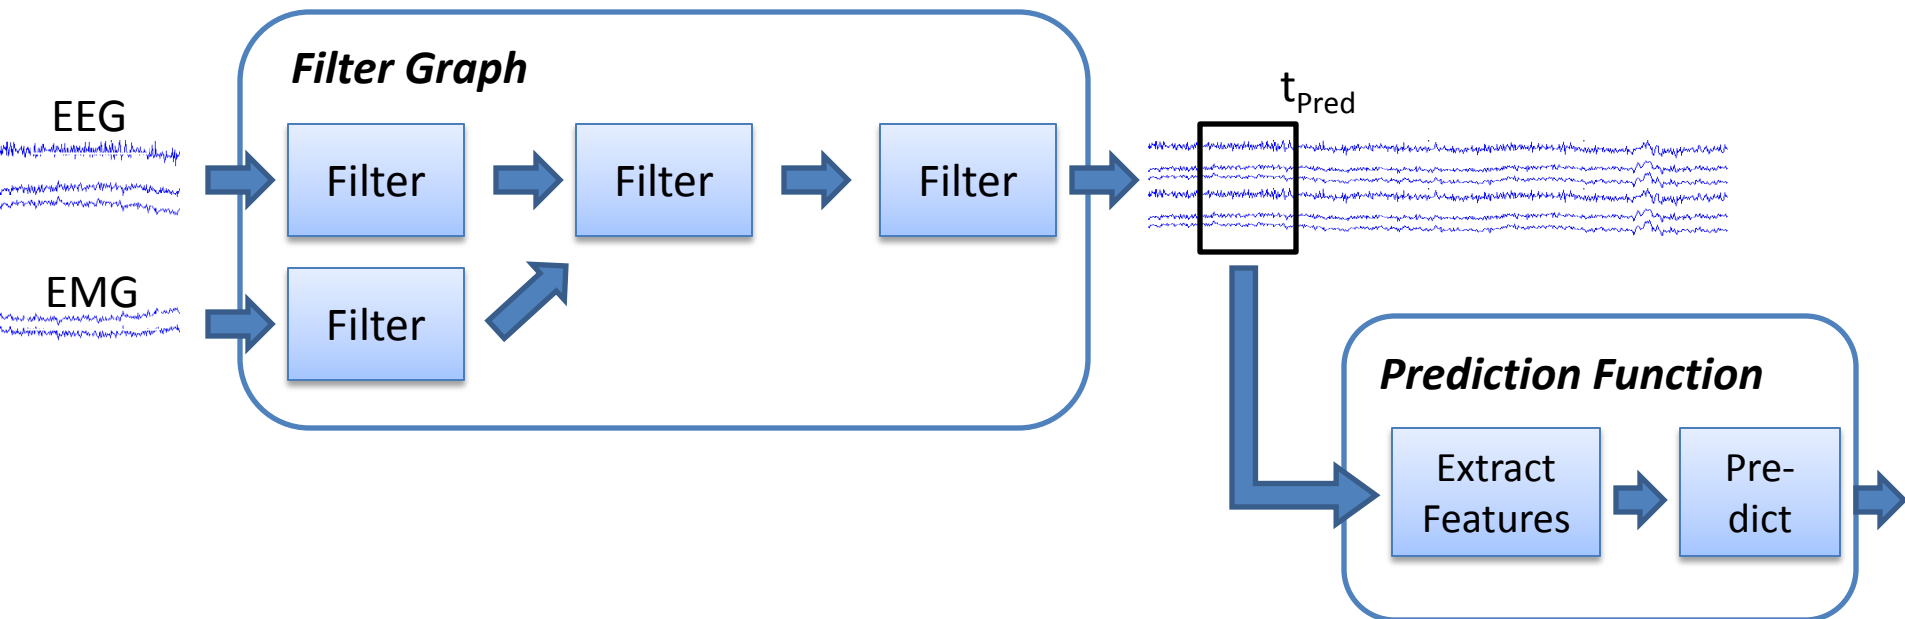 Filter Graph
EEG
Filter
Filter
Filter
EMG
Filter
tPred
Prediction Function
Extract
Features
Pre-
dict